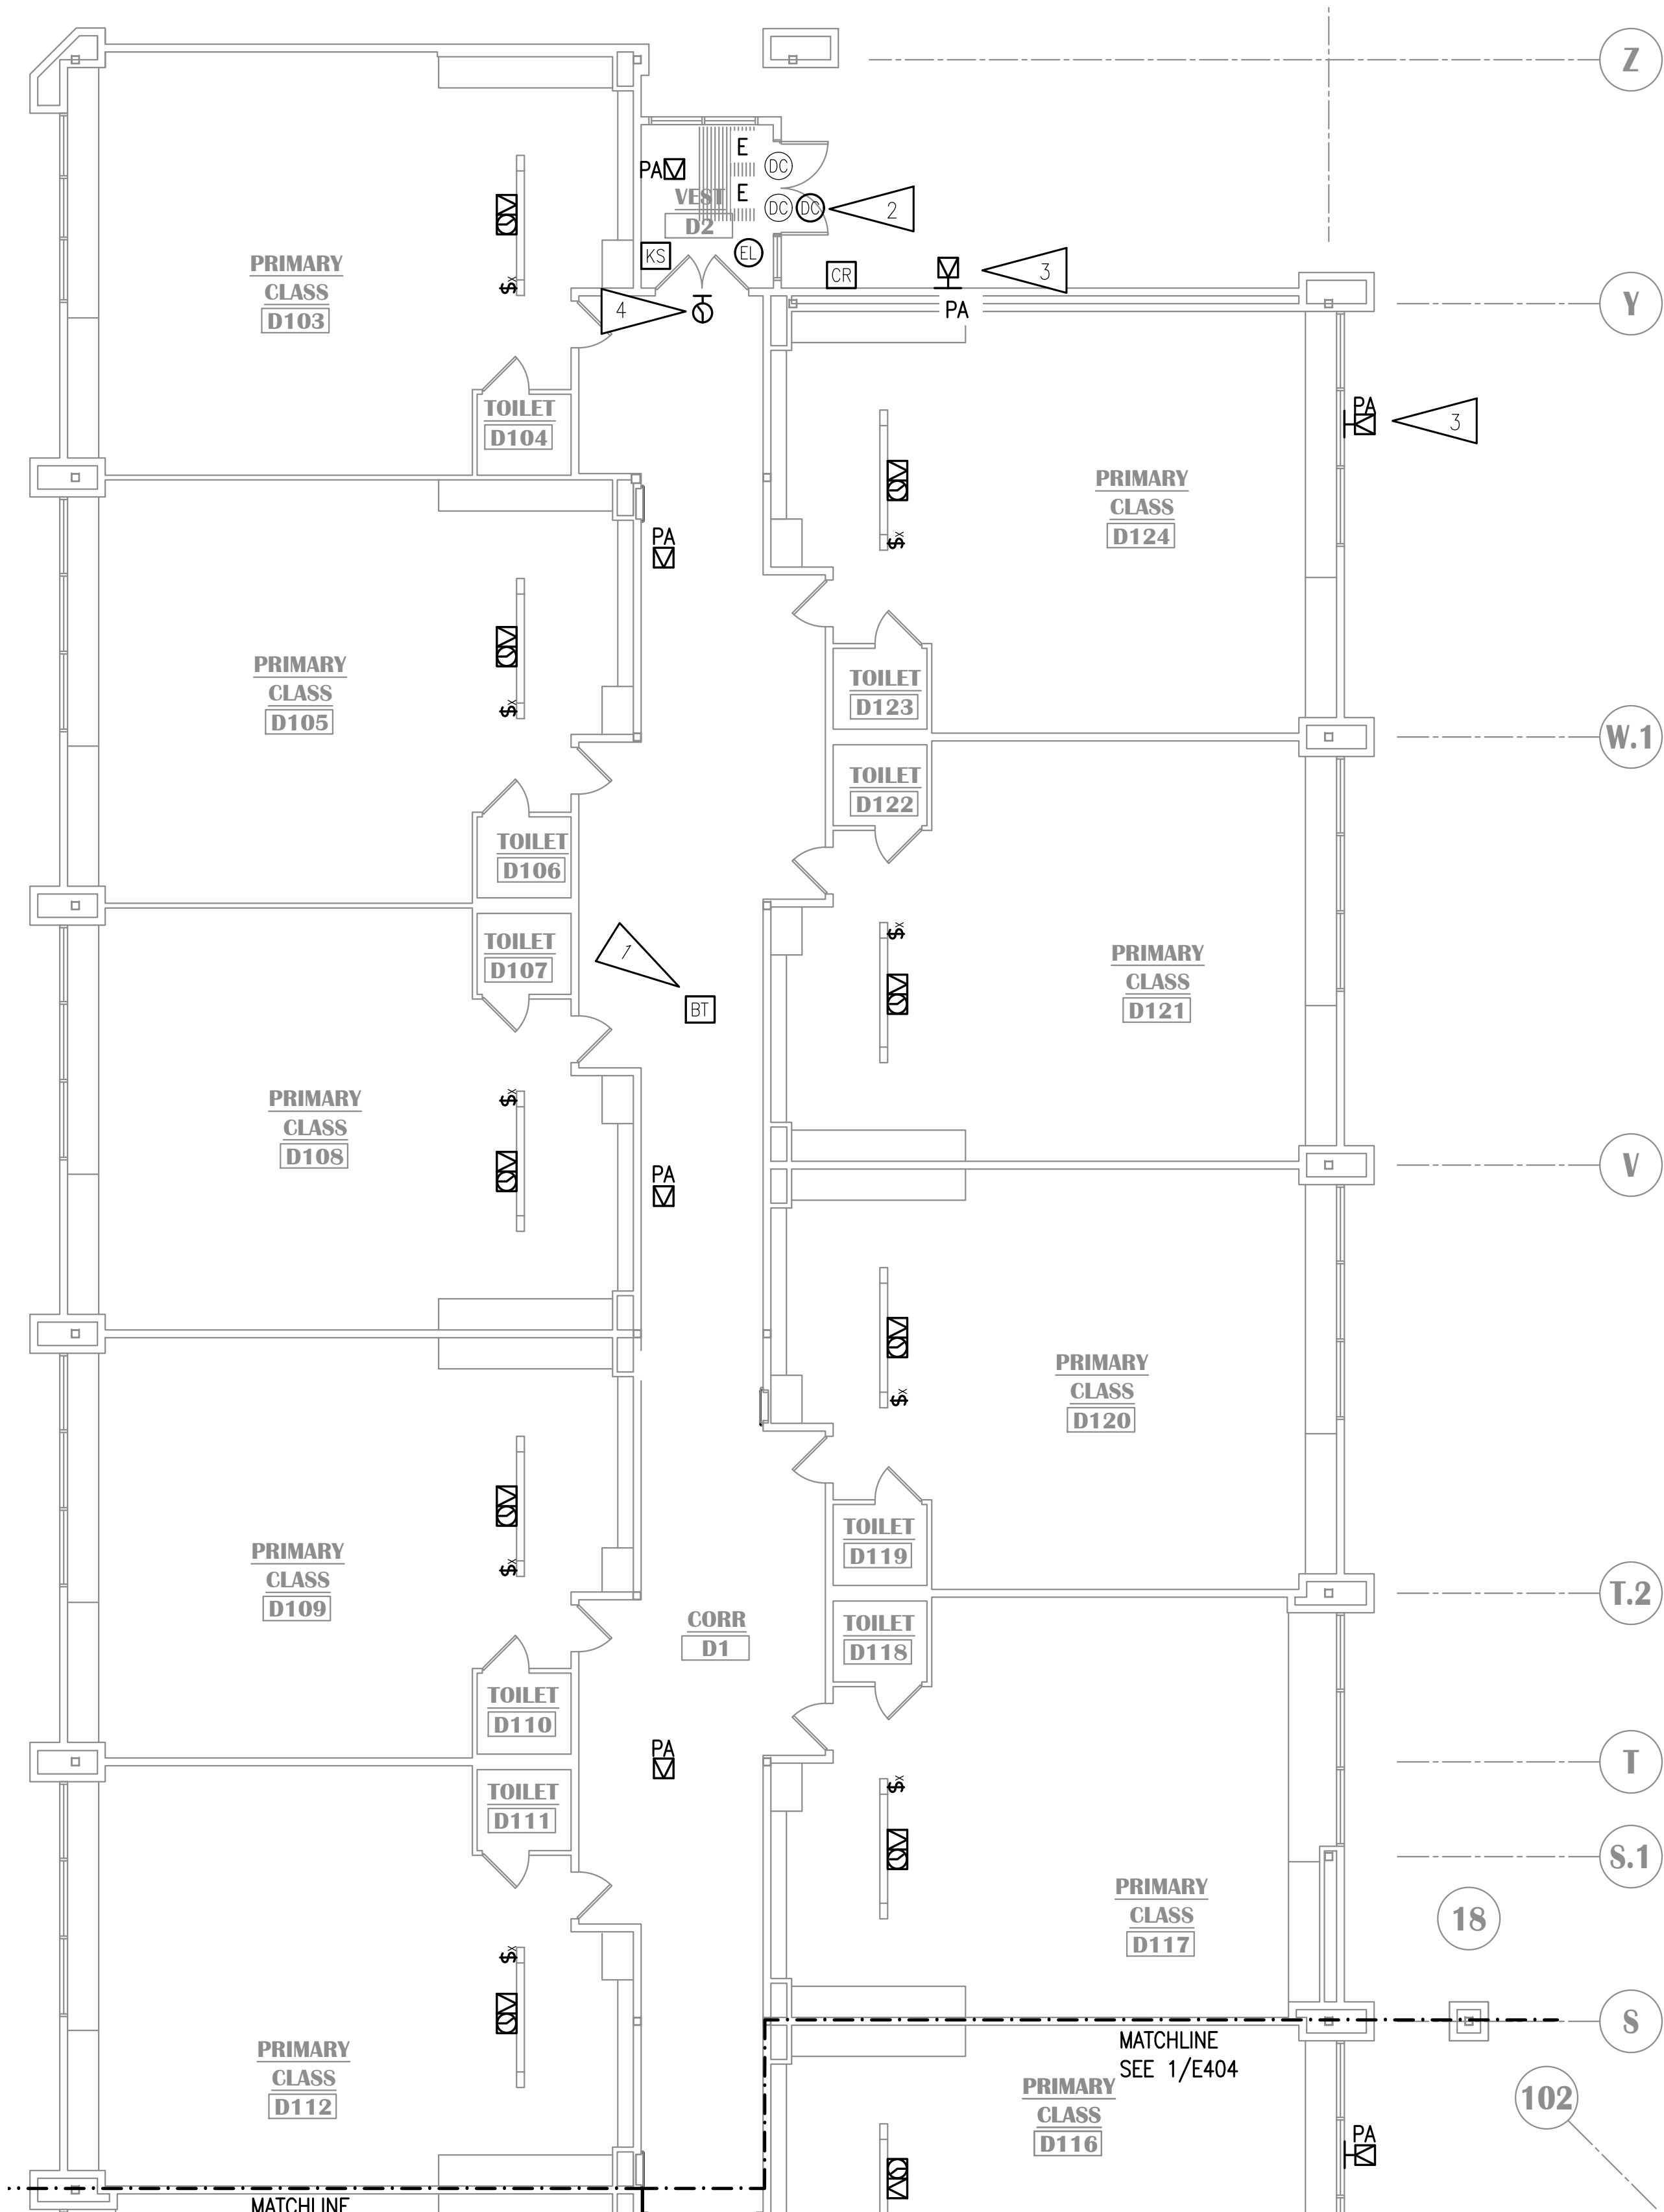 Z
E
DC
PA
VEST
E
DC
DC
2
D2
KS
EL
CR
3
PRIMARY
CLASS
D103
$x
4
PA
Y
TOILET
D104
PA
3
PRIMARY
CLASS
D124
PA
$x
PRIMARY
CLASS
D105
$x
TOILET
D123
W.1
TOILET
D122
TOILET
D106
TOILET
D107
1
BT
$x
PRIMARY
CLASS
D121
PRIMARY
CLASS
D108
$x
PA
V
PRIMARY
CLASS
D120
$x
PRIMARY
CLASS
D109
$x
TOILET
D119
T.2
CORR
D1
TOILET
D118
TOILET
D110
PA
T
TOILET
D111
$x
S.1
PRIMARY
CLASS
D117
18
$x
PRIMARY
CLASS
D112
S
MATCHLINE
SEE 1/E404
PRIMARY
CLASS
D116
102
PA
MATCHLINE